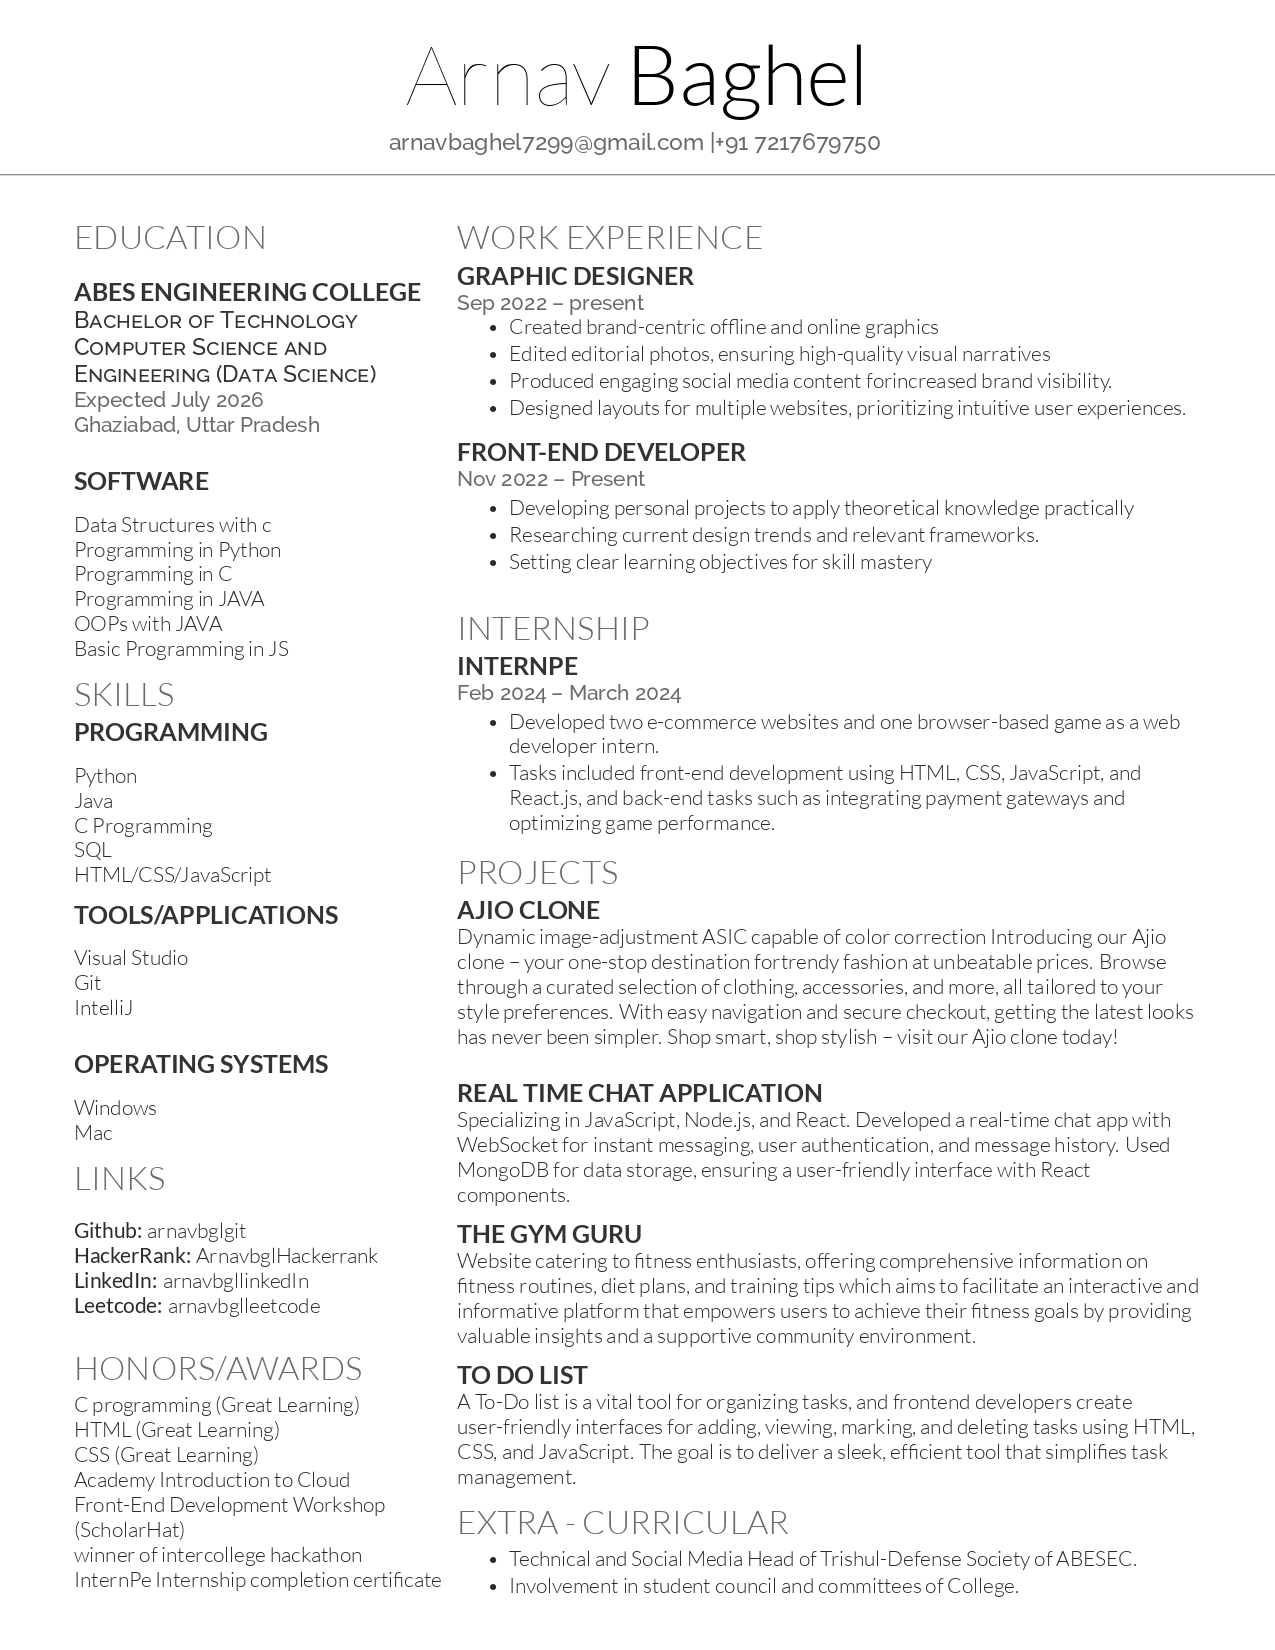 Arnav Baghel
arnavbaghel7299@gmail.com |+91 7217679750
EDUCATION
ABES ENGINEERING COLLEGE
BACHELOR OF TECHNOLOGY
COMPUTER SCIENCE AND
ENGINEERING (DATA SCIENCE)
Expected July 2026
Ghaziabad, Uttar Pradesh
SOFTWARE
Data Structures with c
Programming in Python
Programming in C
Programming in JAVA
OOPs with JAVA
Basic Programming in JS
SKILLS
PROGRAMMING
Python
Java
C Programming
SQL
HTML/CSS/JavaScript
TOOLS/APPLICATIONS
Visual Studio
Git
IntelliJ
OPERATING SYSTEMS
Windows
Mac
LINKS
Github: arnavbglgit
HackerRank: ArnavbglHackerrank
LinkedIn: arnavbgllinkedIn
Leetcode: arnavbglleetcode
HONORS/AWARDS
C programming (Great Learning)
HTML (Great Learning)
CSS (Great Learning)
Academy Introduction to Cloud
Front-End Development Workshop
(ScholarHat)
winner of intercollege hackathon
InternPe Internship completion certificate
WORK EXPERIENCE
GRAPHIC DESIGNER
Sep 2022 – present
• Created brand-centric offline and online graphics
• Edited editorial photos, ensuring high-quality visual narratives
• Produced engaging social media content forincreased brand visibility.
• Designed layouts for multiple websites, prioritizing intuitive user experiences.
FRONT-END DEVELOPER
Nov 2022 – Present
• Developing personal projects to apply theoretical knowledge practically
• Researching current design trends and relevant frameworks.
• Setting clear learning objectives for skill mastery
INTERNSHIP
INTERNPE
Feb 2024 – March 2024
• Developed two e-commerce websites and one browser-based game as a web
developer intern.
• Tasks included front-end development using HTML, CSS, JavaScript, and
React.js, and back-end tasks such as integrating payment gateways and
optimizing game performance.
PROJECTS
AJIO CLONE
Dynamic image-adjustment ASIC capable of color correction Introducing our Ajio
clone – your one-stop destination fortrendy fashion at unbeatable prices. Browse
through a curated selection of clothing, accessories, and more, all tailored to your
style preferences. With easy navigation and secure checkout, getting the latest looks
has never been simpler. Shop smart, shop stylish – visit our Ajio clone today!
REAL TIME CHAT APPLICATION
Specializing in JavaScript, Node.js, and React. Developed a real-time chat app with
WebSocket for instant messaging, user authentication, and message history. Used
MongoDB for data storage, ensuring a user-friendly interface with React
components.
THE GYM GURU
Website catering to fitness enthusiasts, offering comprehensive information on
fitness routines, diet plans, and training tips which aims to facilitate an interactive and
informative platform that empowers users to achieve their fitness goals by providing
valuable insights and a supportive community environment.
TO DO LIST
A To-Do list is a vital tool for organizing tasks, and frontend developers create
user-friendly interfaces for adding, viewing, marking, and deleting tasks using HTML,
CSS, and JavaScript. The goal is to deliver a sleek, efficient tool that simplifies task
management.
EXTRA - CURRICULAR
• Technical and Social Media Head of Trishul-Defense Society of ABESEC.
• Involvement in student council and committees of College.